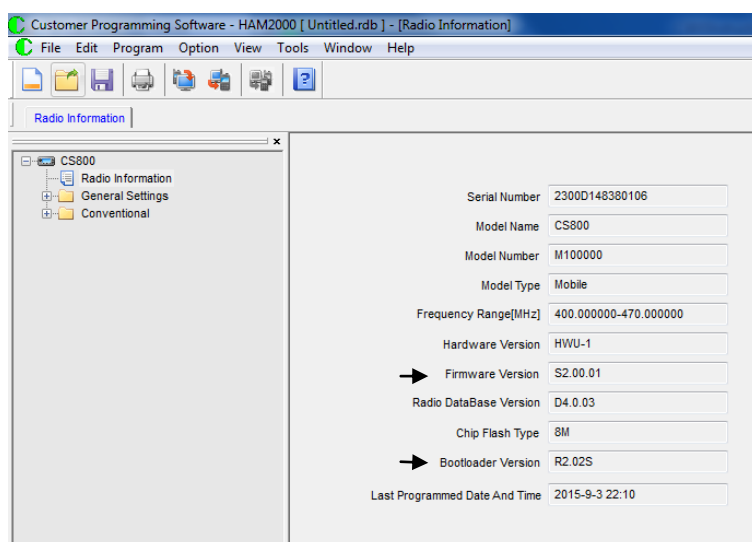 Customer Programming Software - HAM2000 [ Untitled.rdb ] - [Radio Information]
File Edit Program Option View Tools Window Help
Radio Information
CS800
Radio Information
General Settings
Conventional
Serial Number 2300D148380106
Model Name CS800
Model Number M100000
Model Type Mobile
Frequency Range[MHz] 400.000000-470.000000
Hardware Version HWU-1
Firmware Version S2.00.01
Radio DataBase Version D4.0.03
Chip Flash Type 8M
Bootloader Version R2.02S
Last Programmed Date And Time 2015-9-3 22:10